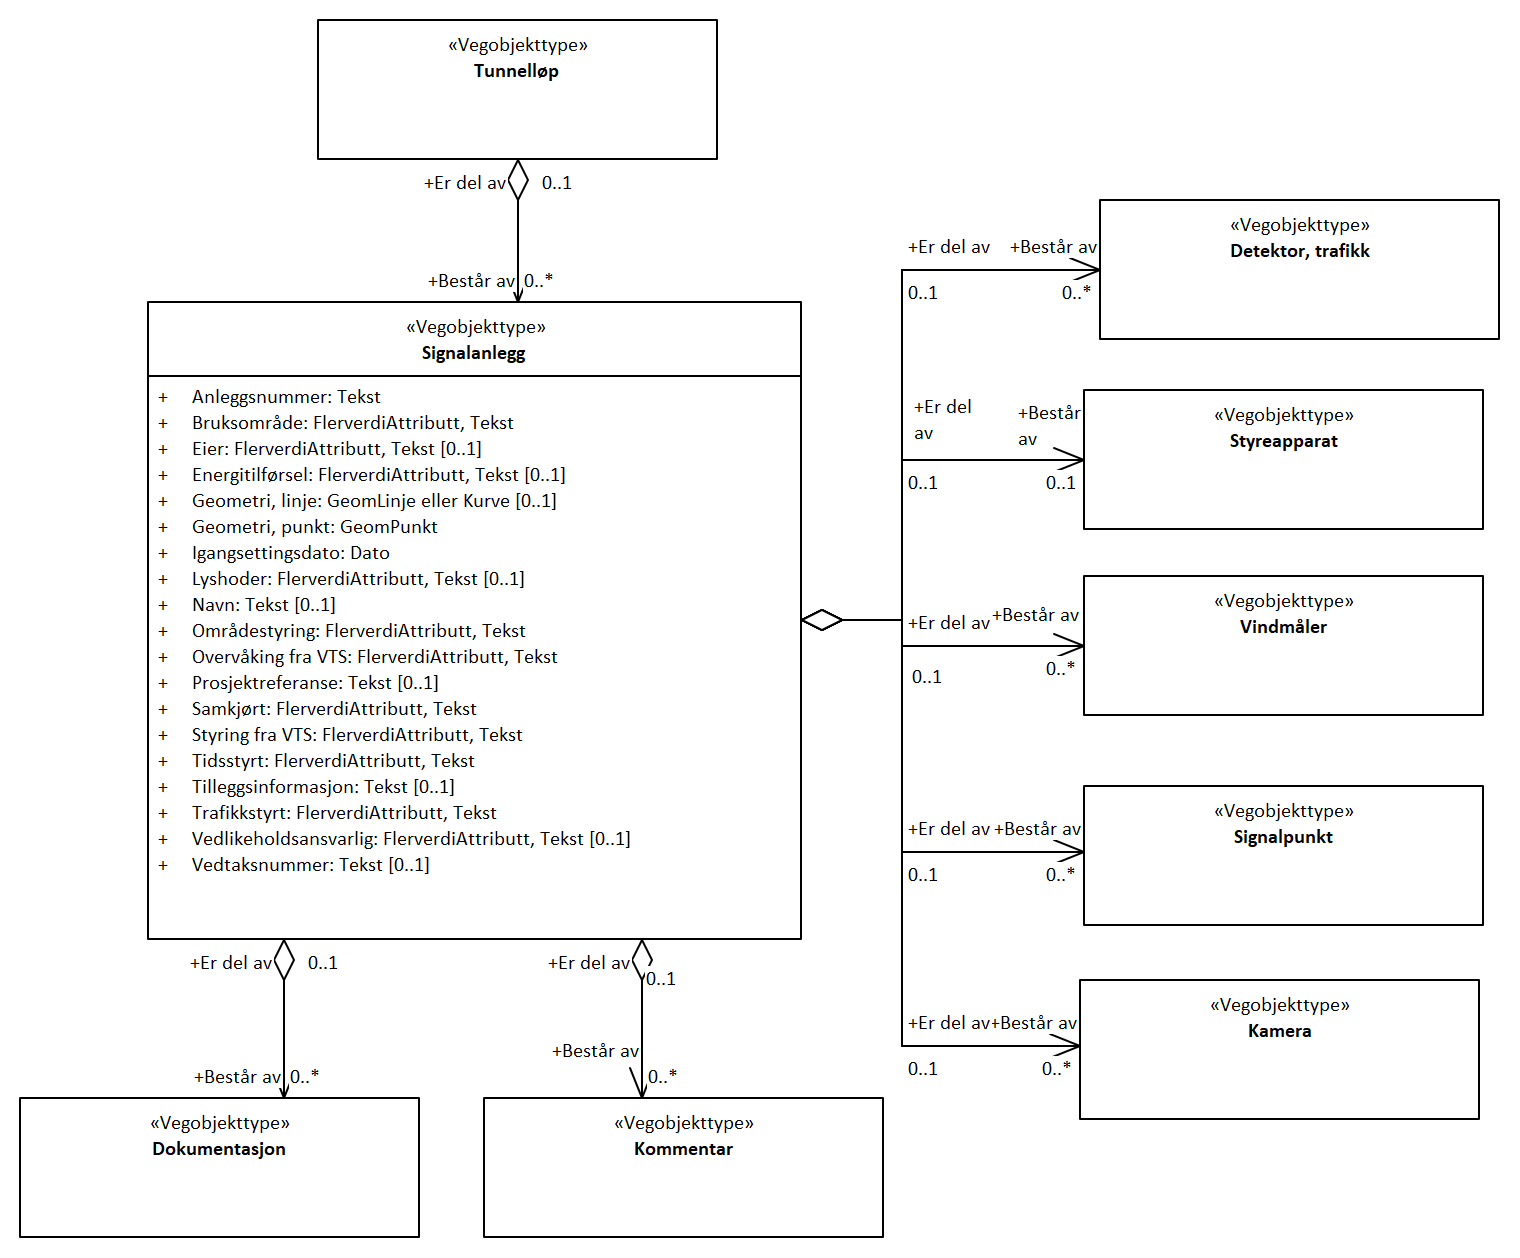 «Vegobjekttype»
Tunnelløp
+Er del av 0..1
+Består av 0..*
«Vegobjekttype»
Signalanlegg
+ Anleggsnummer: Tekst
+ Bruksområde: FlerverdiAttributt, Tekst
+ Eier: FlerverdiAttributt, Tekst [0..1]
+ Energitilførsel: FlerverdiAttributt, Tekst [0..1]
+ Geometri, linje: GeomLinje eller Kurve [0..1]
+ Geometri, punkt: GeomPunkt
+ Igangsettingsdato: Dato
+ Lyshoder: FlerverdiAttributt, Tekst [0..1]
+ Navn: Tekst [0..1]
+ Områdestyring: FlerverdiAttributt, Tekst
+ Overvåking fra VTS: FlerverdiAttributt, Tekst
+ Prosjektreferanse: Tekst [0..1]
+ Samkjørt: FlerverdiAttributt, Tekst
+ Styring fra VTS: FlerverdiAttributt, Tekst
+ Tidsstyrt: FlerverdiAttributt, Tekst
+ Tilleggsinformasjon: Tekst [0..1]
+ Trafikkstyrt: FlerverdiAttributt, Tekst
+ Vedlikeholdsansvarlig: FlerverdiAttributt, Tekst [0..1]
+ Vedtaksnummer: Tekst [0..1]
+Er del av +Består av
0..1 0..*
«Vegobjekttype»
Detektor, trafikk
+Er del
av
+Består
av
0..1 0..1
«Vegobjekttype»
Styreapparat
+Er del av +Består av
0..1 0..*
«Vegobjekttype»
Vindmåler
+Er del av +Består av
0..1 0..*
«Vegobjekttype»
Signalpunkt
+Er del av +Består av
0..1 0..*
«Vegobjekttype»
Kamera
+Er del av 0..1
+Består av 0..*
«Vegobjekttype»
Dokumentasjon
+Er del av 0..1
+Består av
0..*
«Vegobjekttype»
Kommentar